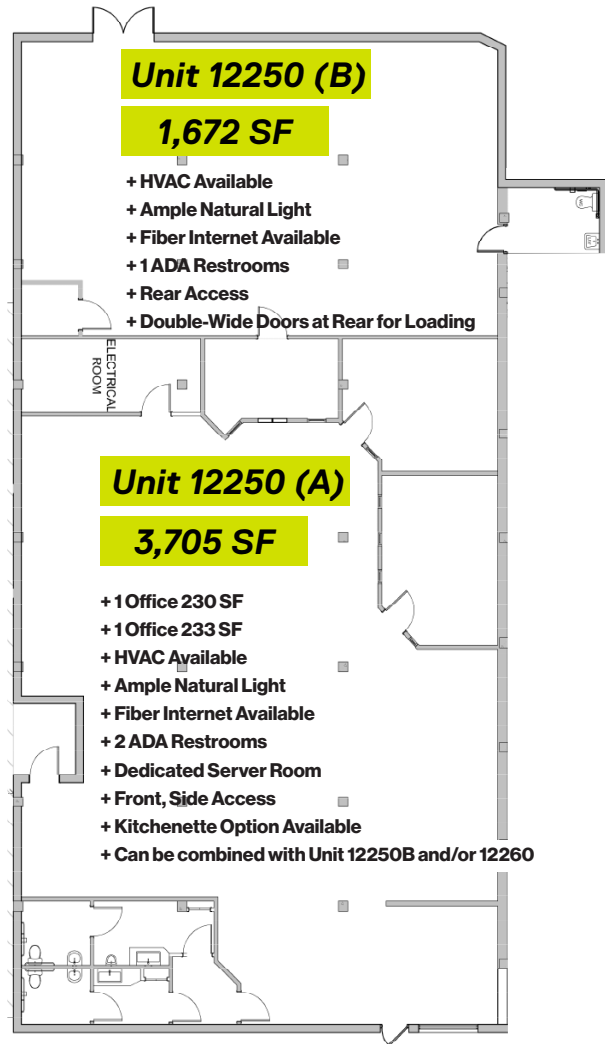 Unit 12250 (B)
1,672 SF
+ HVAC Available
+ Ample Natural Light
+ Fiber Internet Available
+ 1 ADA Restrooms
+ Rear Access
+ Double-Wide Doors at Rear for Loading
ELECTRICAL
ROOM
Unit 12250 (A)
3,705 SF
+ 1 Office 230 SF
+ 1 Office 233 SF
+ HVAC Available
+ Ample Natural Light
+ Fiber Internet Available
+ 2 ADA Restrooms
+ Dedicated Server Room
+ Front, Side Access
+ Kitchenette Option Available
+ Can be combined with Unit 12250B and/or 12260